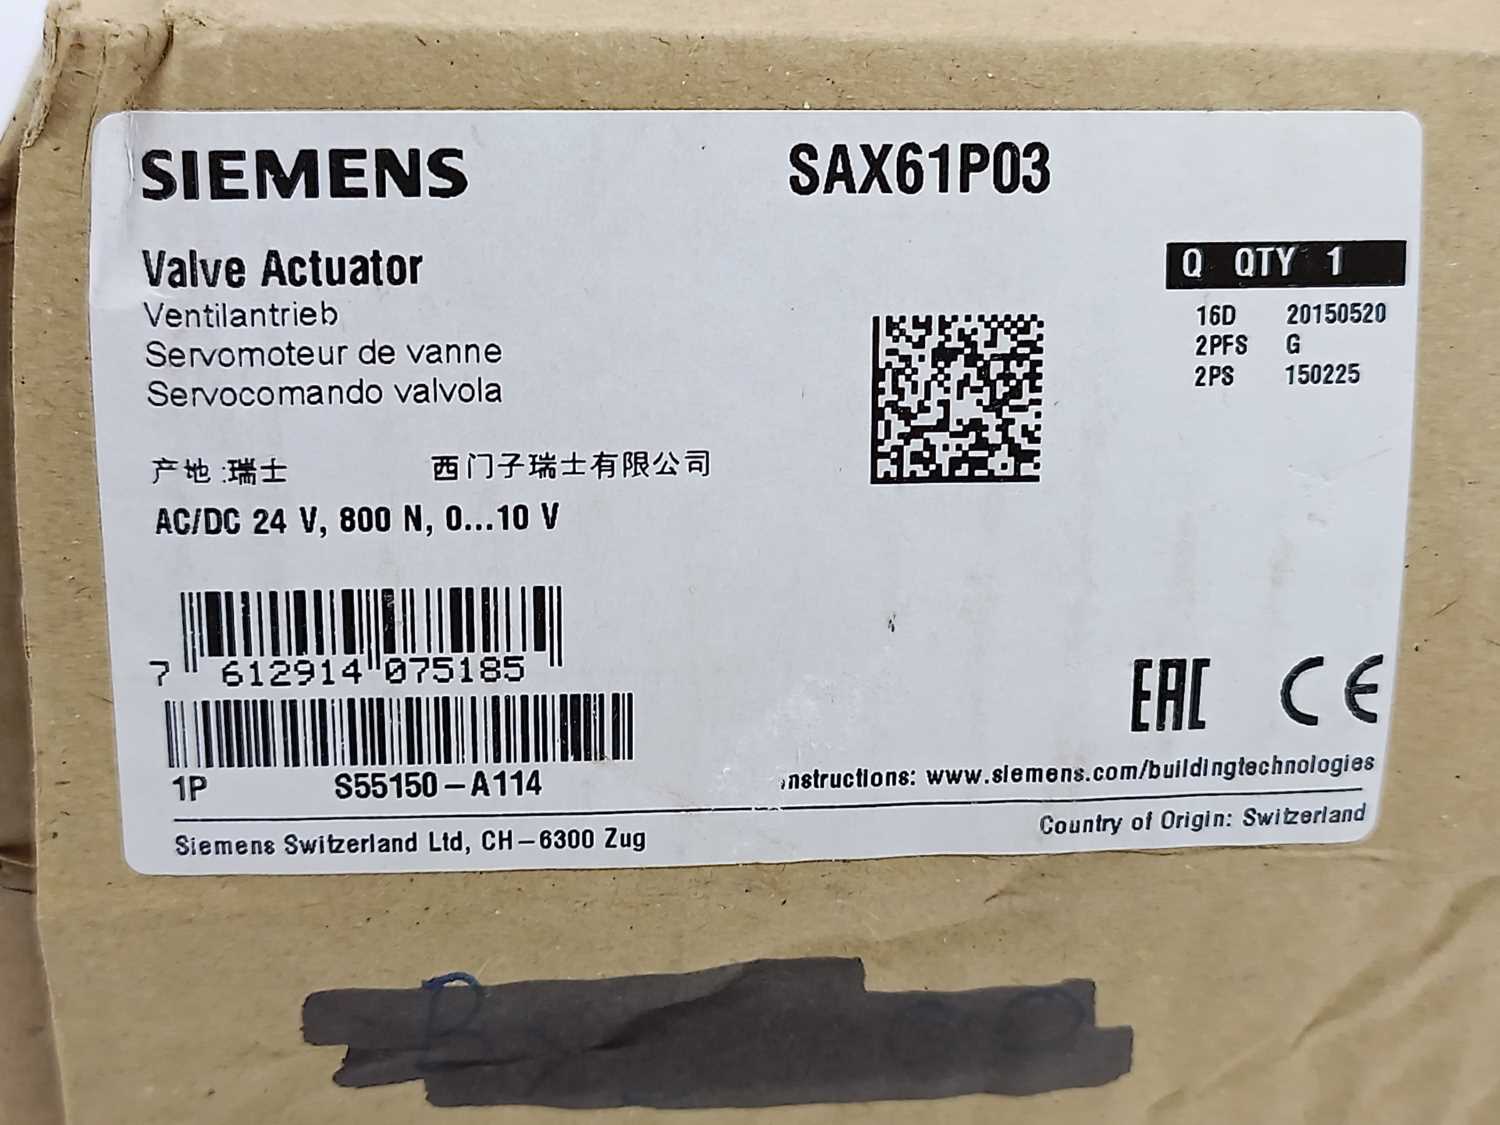 SIEMENS
SAX61P03
Valve Actuator
Ventilantrieb
Servomoteur de vanne
Servocomando valvola
Q QTY 1
16D 20150520
2PFS G
2PS 150225
产地:瑞士 西门子瑞士有限公司
AC/DC 24 V, 800 N, 0...10 V
7 612914 075185
1P S55150-A114
EAC CE
Instructions: www.siemens.com/buildingtechnologies
Country of Origin: Switzerland
Siemens Switzerland Ltd, CH-6300 Zug